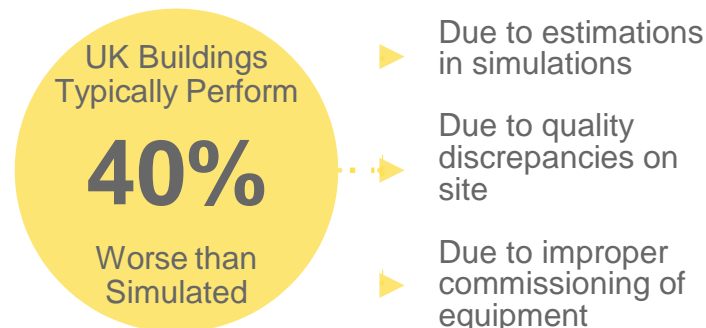 UK Buildings
Typically Perform
40%
Worse than
Simulated
Due to estimations
in simulations
Due to quality
discrepancies on
site
Due to improper
commissioning of
equipment